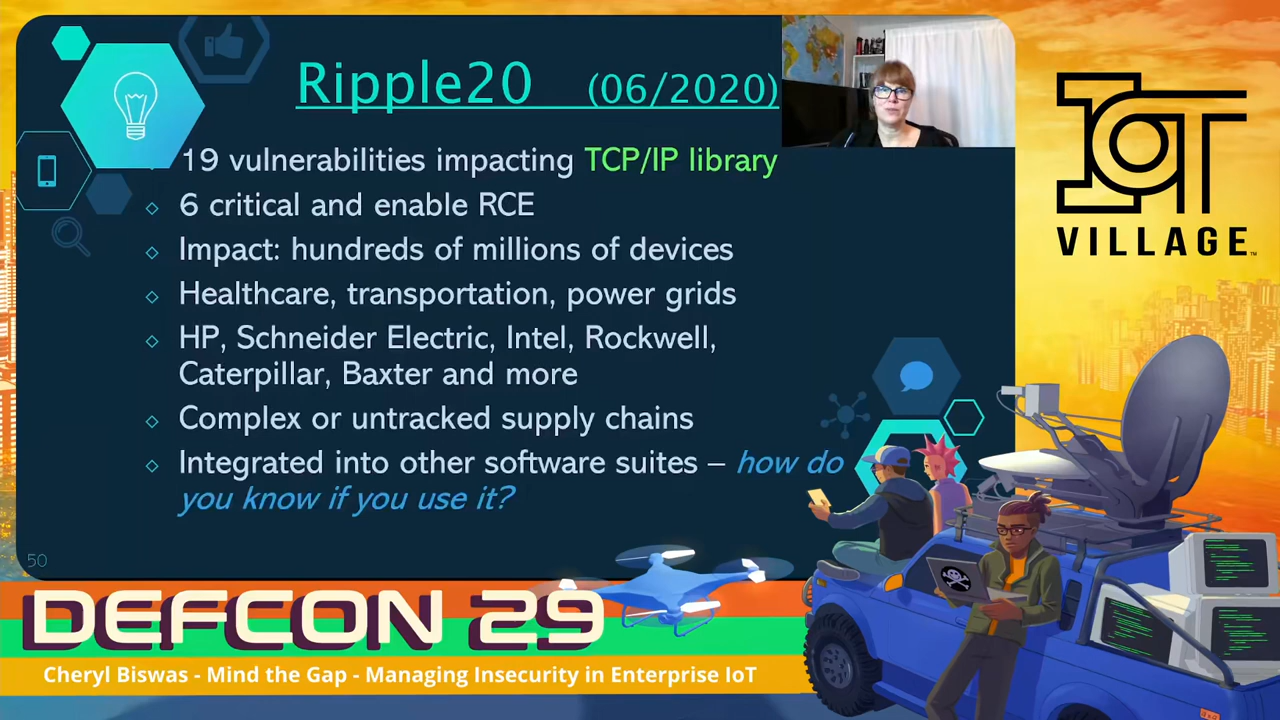 Ripple20 (06/2020)
19 vulnerabilities impacting TCP/IP library
6 critical and enable RCE
Impact: hundreds of millions of devices
Healthcare, transportation, power grids
HP, Schneider Electric, Intel, Rockwell,
Caterpillar, Baxter and more
Complex or untracked supply chains
Integrated into other software suites – how do
you know if you use it?
50
IOT
VILLAGE™
DEFCON 29
Cheryl Biswas - Mind the Gap - Managing Insecurity in Enterprise IoT